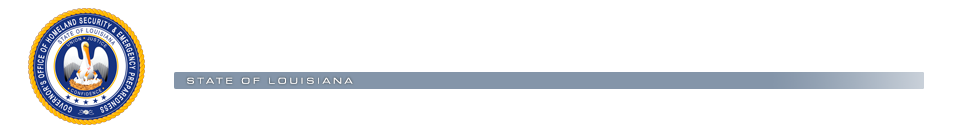 GOVERNOR'S OFFICE OF HOMELAND SECURITY & EMERGENCY PREPAREDNESS
STATE OF LOUISIANA
UNION • JUSTICE
CONFIDENCE
STATE OF LOUISIANA